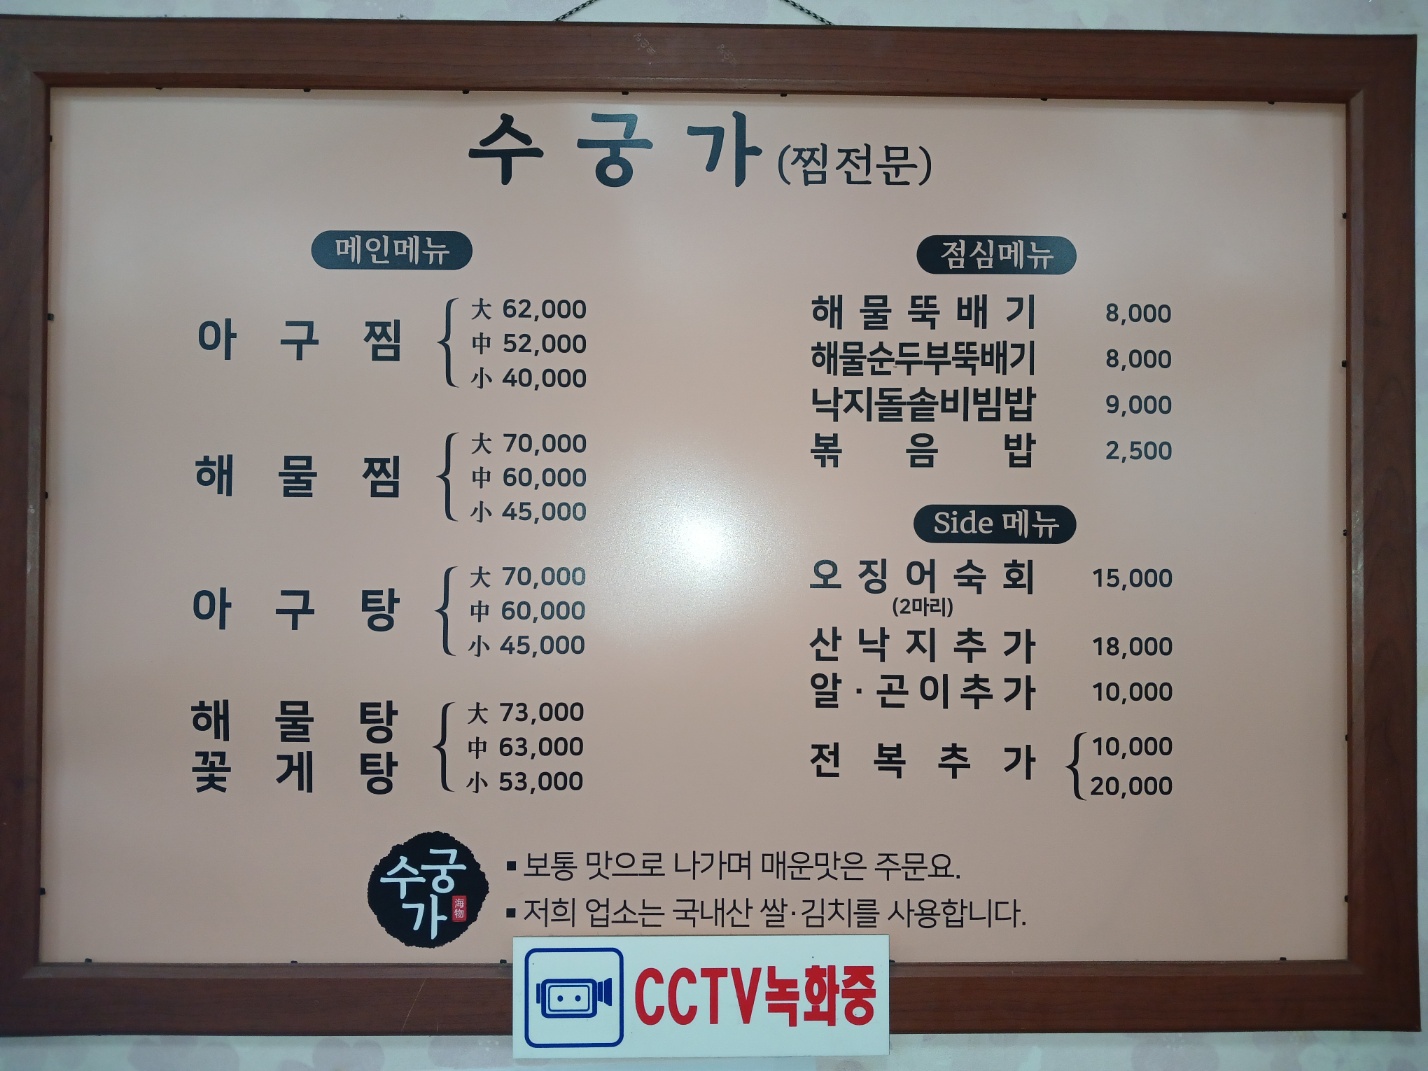 수궁가(찜전문)
메인메뉴
아구찜
大 62,000
中 52,000
小 40,000
해물찜
大 70,000
中 60,000
小 45,000
아구탕
大 70,000
中 60,000
小 45,000
해물탕
꽃게탕
大 73,000
中 63,000
小 53,000
점심메뉴
해물뚝배기 8,000
해물순두부뚝배기 8,000
낙지돌솥비빔밥 9,000
볶음밥 2,500
Side 메뉴
오징어숙회 15,000
(2마리)
산낙지추가 18,000
알·곤이추가 10,000
전복추가
10,000
20,000
수궁
가
海物
▪ 보통 맛으로 나가며 매운맛은 주문요.
▪ 저희 업소는 국내산 쌀·김치를 사용합니다.
CCTV녹화중